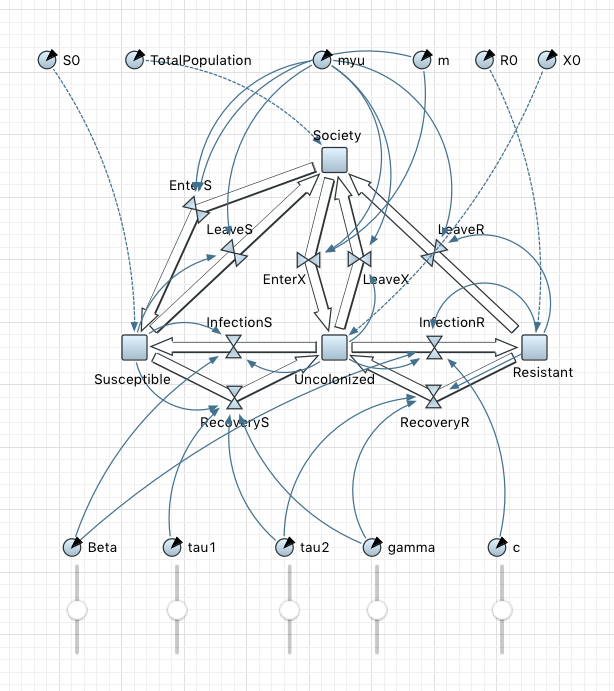 S0
TotalPopulation
myu
m
R0
X0
Society
EnterS
LeaveS
LeaveR
EnterX
LeaveX
InfectionS
InfectionR
Susceptible
Uncolonized
Resistant
RecoveryS
RecoveryR
Beta
tau1
tau2
gamma
c